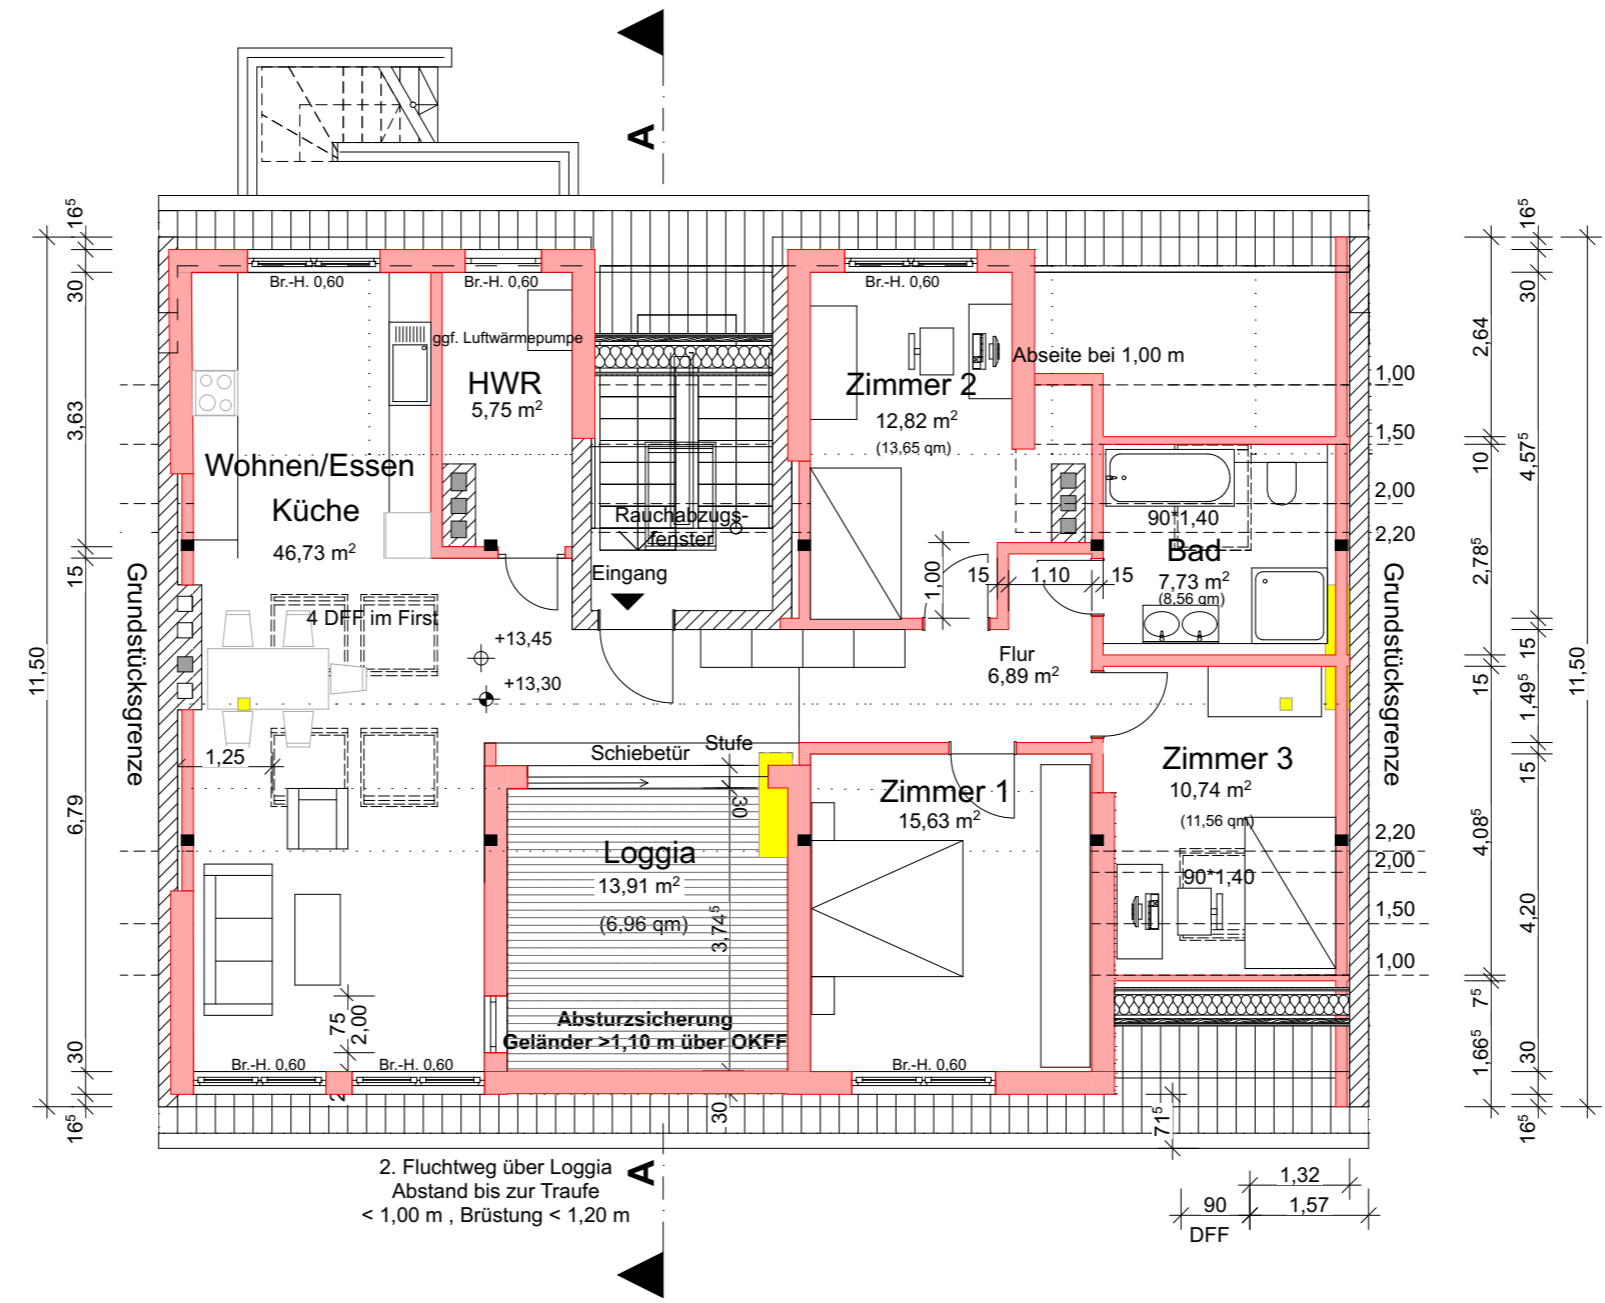 A
16⁵
30
3,63
15
11,50
6,79
30
16⁵
Grundstücksgrenze
Br.-H. 0,60
Br.-H. 0,60
Br.-H. 0,60
ggf. Luftwärmepumpe
HWR
5,75 m²
Wohnen/Essen
Küche
46,73 m²
Zimmer 2
12,82 m²
(13,65 qm)
Abseite bei 1,00 m
Rauchabzugs-
fenster
Eingang
90*1,40
Bad
7,73 m²
(8,56 qm)
1,00
15
1,10
15
4 DFF im First
+13,45
+13,30
Flur
6,89 m²
1,25
Schiebetür
Stufe
30
Zimmer 1
15,63 m²
Zimmer 3
10,74 m²
(11,56 qm)
90*1,40
Loggia
13,91 m²
(6,96 qm)
3,74⁵
75
2,00
Absturzsicherung
Geländer >1,10 m über OKFF
Br.-H. 0,60
Br.-H. 0,60
Br.-H. 0,60
30
71⁵
1,00
1,50
2,00
2,20
Grundstücksgrenze
2,20
2,00
1,50
1,00
2,64
10
2,78⁵
15
4,08⁵
7⁵
1,66⁵
16⁵
30
4,57⁵
15
1,49⁵
15
4,20
30
16⁵
11,50
2. Fluchtweg über Loggia
Abstand bis zur Traufe
< 1,00 m , Brüstung < 1,20 m
A
1,32
90
1,57
DFF